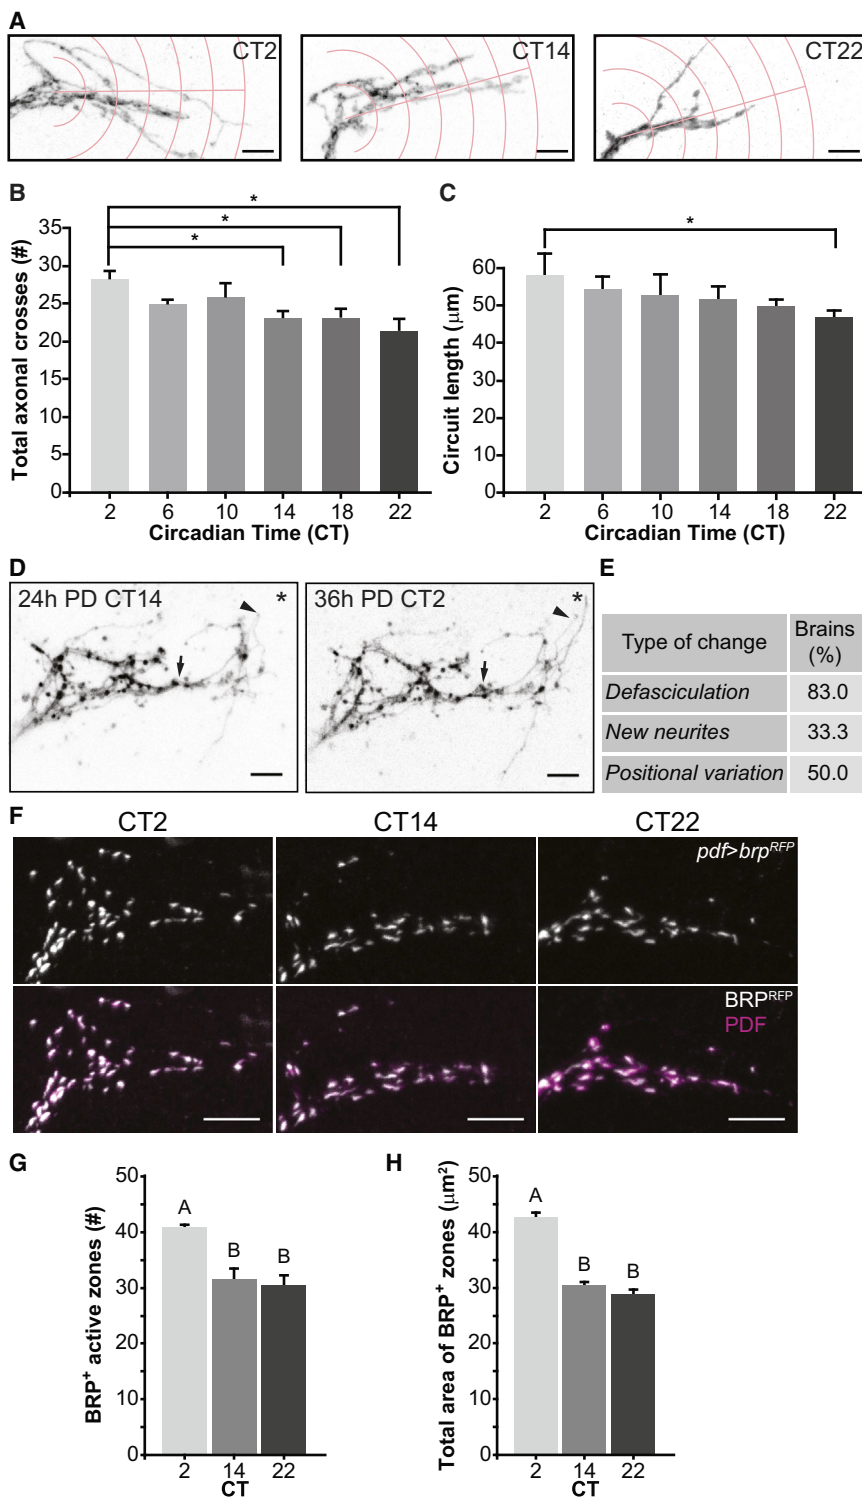 A
CT2
CT14
CT22
B
Total axonal crosses (#)
35
30
25
20
15
10
5
0
*
*
*
2 6 10 14 18 22
Circadian Time (CT)
C
Circuit length (μm)
60
50
40
30
20
10
0
*
2 6 10 14 18 22
Circadian Time (CT)
D
24h PD CT14
*
36h PD CT2
*
E
Type of change Brains (%)
Defasciculation 83.0
New neurites 33.3
Positional variation 50.0
F
CT2
CT14
CT22
pdf>brpRFP
BRPRFP
PDF
G
BRP+ active zones (#)
50
40
30
20
10
0
A
B
B
2 14 22
CT
H
Total area of BRP+ zones (μm2)
50
40
30
20
10
0
A
B
B
2 14 22
CT